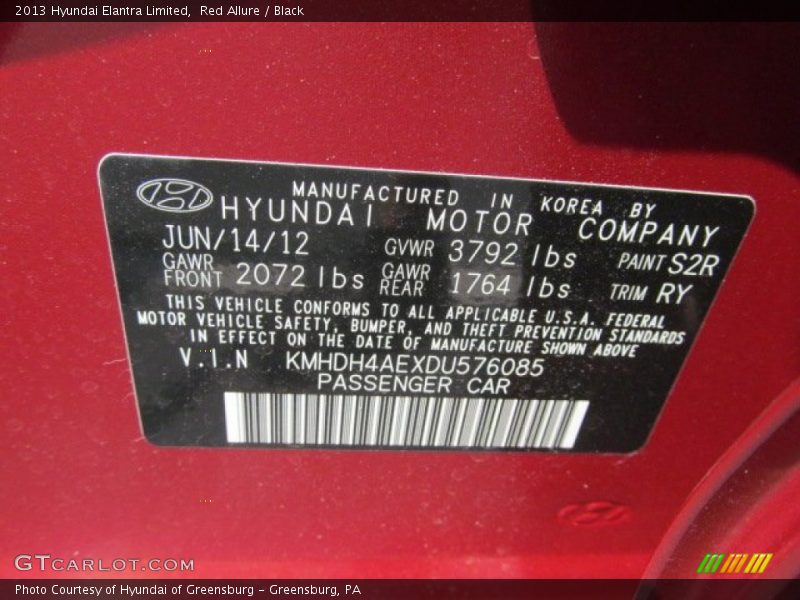 2013 Hyundai Elantra Limited, Red Allure / Black
MANUFACTURED IN KOREA BY
HYUNDAI MOTOR COMPANY
JUN/14/12 GVWR 3792 lbs PAINT S2R
GAWR FRONT 2072 lbs GAWR REAR 1764 lbs TRIM RY
THIS VEHICLE CONFORMS TO ALL APPLICABLE U.S.A. FEDERAL
MOTOR VEHICLE SAFETY, BUMPER, AND THEFT PREVENTION STANDARDS
IN EFFECT ON THE DATE OF MANUFACTURE SHOWN ABOVE
V.I.N KMHDH4AEXDU576085
PASSENGER CAR
GTCARLOT.COM
Photo Courtesy of Hyundai of Greensburg - Greensburg, PA